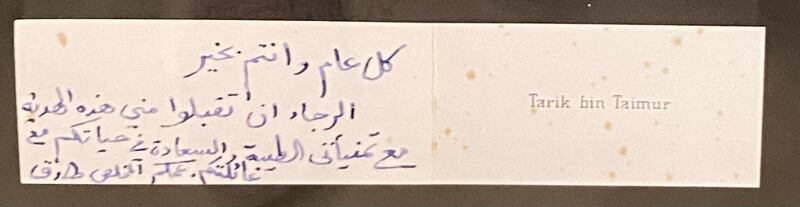 كل عام وانتم بخير
الرجاء ان تقبلوا مني هذه الهدية
مع تمنياتي الطيبة والسعادة في حياتكم مع
عائلتكم. عمكم المخلص طارق
Tarik bin Taimur